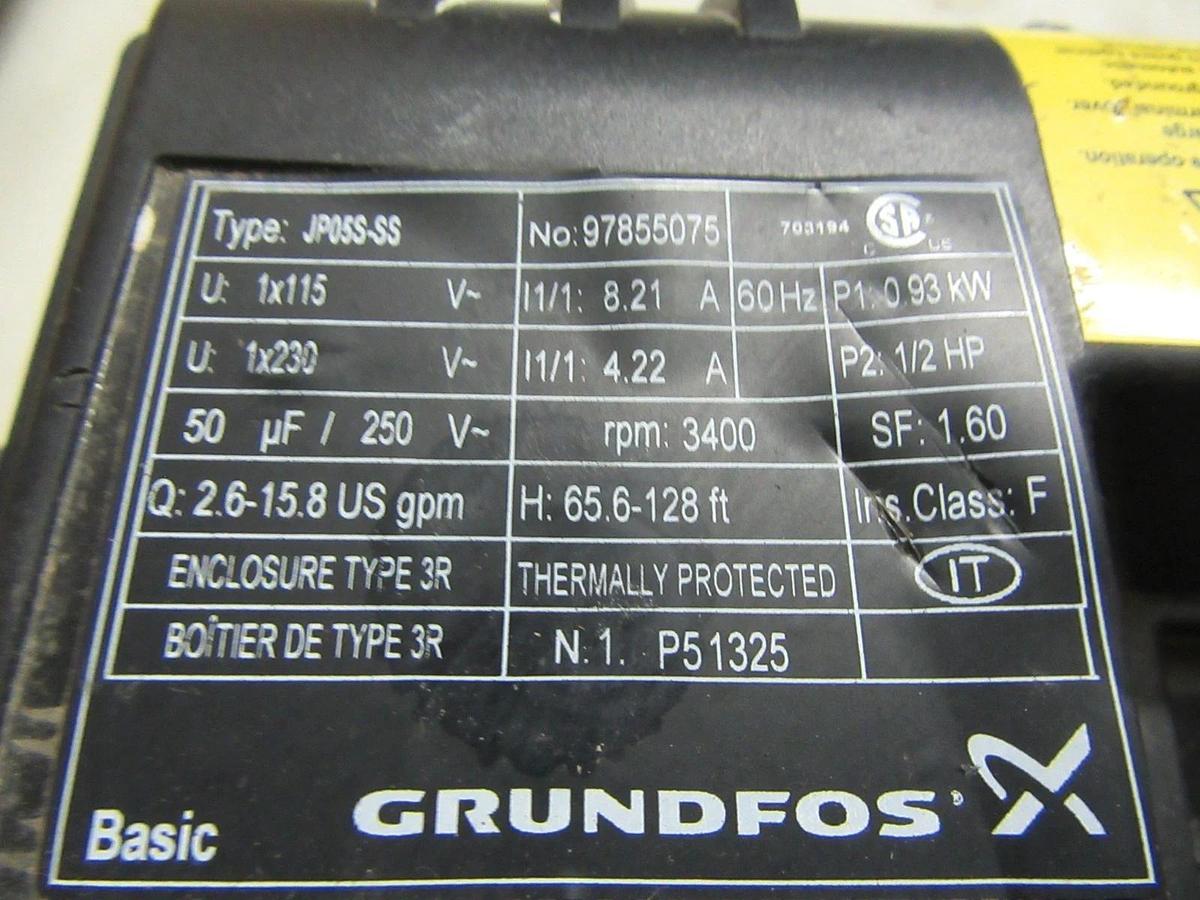 Type: JP05S-SS No: 97855075 703194 SA C US
U: 1x115 V~ I1/1: 8.21 A 60Hz P1: 0.93 kW
U: 1x230 V~ I1/1: 4.22 A P2: 1/2 HP
50 µF / 250 V~ rpm: 3400 SF: 1.60
Q: 2.6-15.8 US gpm H: 65.6-128 ft Ins.Class: F
ENCLOSURE TYPE 3R THERMALLY PROTECTED IT
BOÎTIER DE TYPE 3R N. 1. P51325
Basic GRUNDFOS
operation.